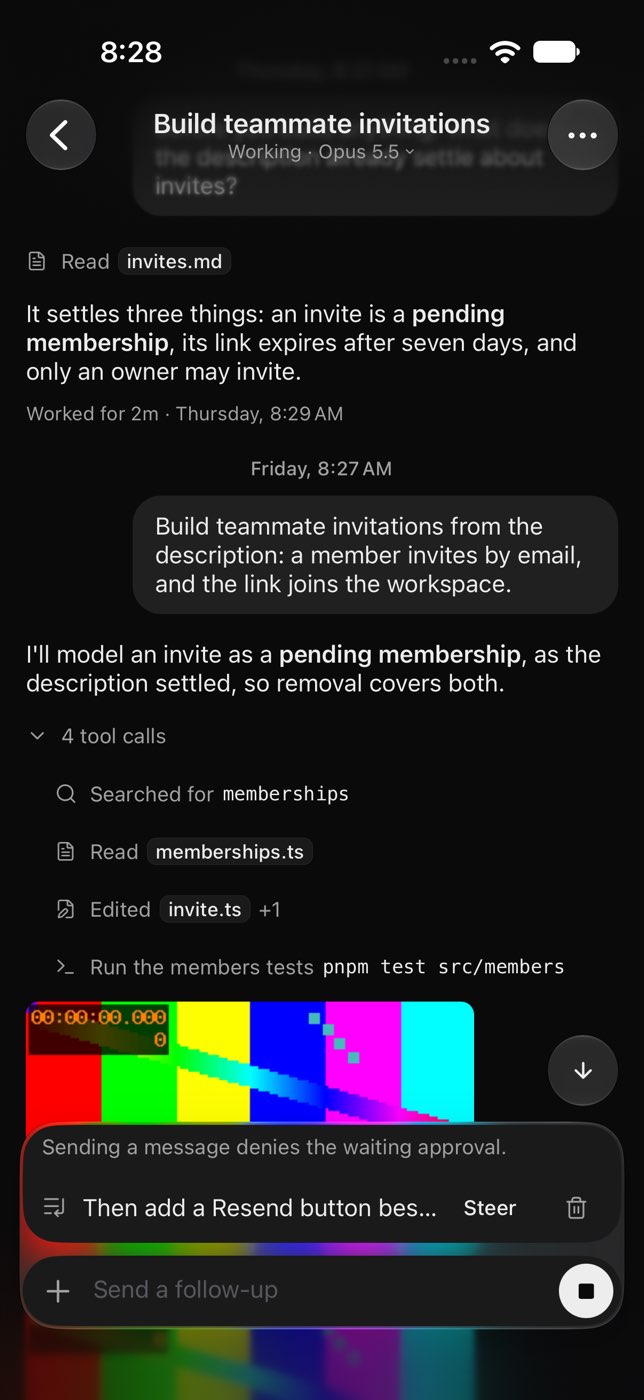 8:28
Build teammate invitations
Working · Opus 5.5
the description already settle about
invites?
Read invites.md
It settles three things: an invite is a pending
membership, its link expires after seven days, and
only an owner may invite.
Worked for 2m · Thursday, 8:29 AM
Friday, 8:27 AM
Build teammate invitations from the
description: a member invites by email,
and the link joins the workspace.
I'll model an invite as a pending membership, as the
description settled, so removal covers both.
4 tool calls
Searched for memberships
Read memberships.ts
Edited invite.ts +1
Run the members tests pnpm test src/members
00:00:00.000
0
Sending a message denies the waiting approval.
Then add a Resend button bes...
Steer
Send a follow-up